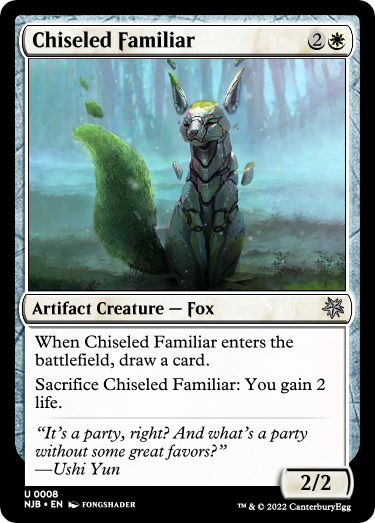 Chiseled Familiar 2
Artifact Creature — Fox
When Chiseled Familiar enters the
battlefield, draw a card.
Sacrifice Chiseled Familiar: You gain 2
life.
“It’s a party, right? And what’s a party
without some great favors?”
—Ushi Yun
2/2
U 0008
NJB • EN FONGSHADER
™ & © 2022 CanterburyEgg